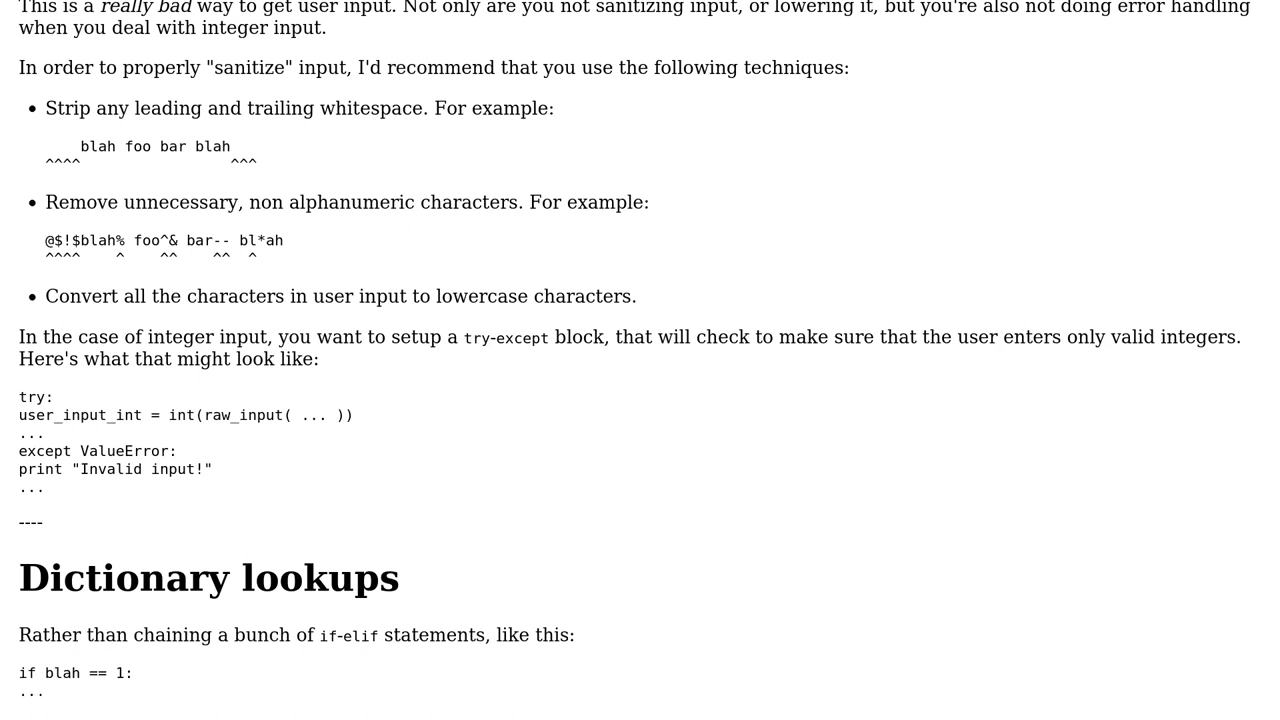 This is a really bad way to get user input. Not only are you not sanitizing input, or lowering it, but you're also not doing error handling
when you deal with integer input.
In order to properly "sanitize" input, I'd recommend that you use the following techniques:
• Strip any leading and trailing whitespace. For example:
    blah foo bar blah
^^^^                 ^^^
• Remove unnecessary, non alphanumeric characters. For example:
@$!$blah% foo^& bar-- bl*ah
^^^^    ^    ^^    ^^  ^
• Convert all the characters in user input to lowercase characters.
In the case of integer input, you want to setup a try-except block, that will check to make sure that the user enters only valid integers.
Here's what that might look like:
try:
user_input_int = int(raw_input( ... ))
...
except ValueError:
print "Invalid input!"
...
----
Dictionary lookups
Rather than chaining a bunch of if-elif statements, like this:
if blah == 1:
...